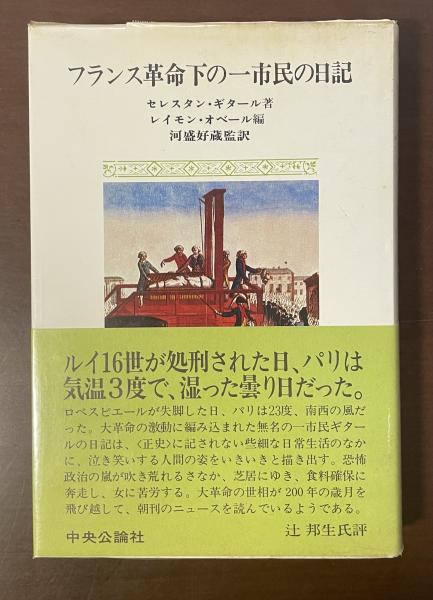 フランス革命下の一市民の日記
セレスタン・ギタール著
レイモン・オベール編
河盛好蔵監訳
ルイ16世が処刑された日、パリは
気温3度で、湿った曇り日だった。
ロベスピエールが失脚した日、パリは23度、南西の風だ
った。大革命の激動に編み込まれた無名の一市民ギター
ルの日記は、〈正史〉に記されない些細な日常生活のなか
に、泣き笑いする人間の姿をいきいきと描き出す。恐怖
政治の嵐が吹き荒れるさなか、芝居にゆき、食料確保に
奔走し、女に苦労する。大革命の世相が200年の歳月を
飛び越して、朝刊のニュースを読んでいるようである。
中央公論社
辻 邦生氏評